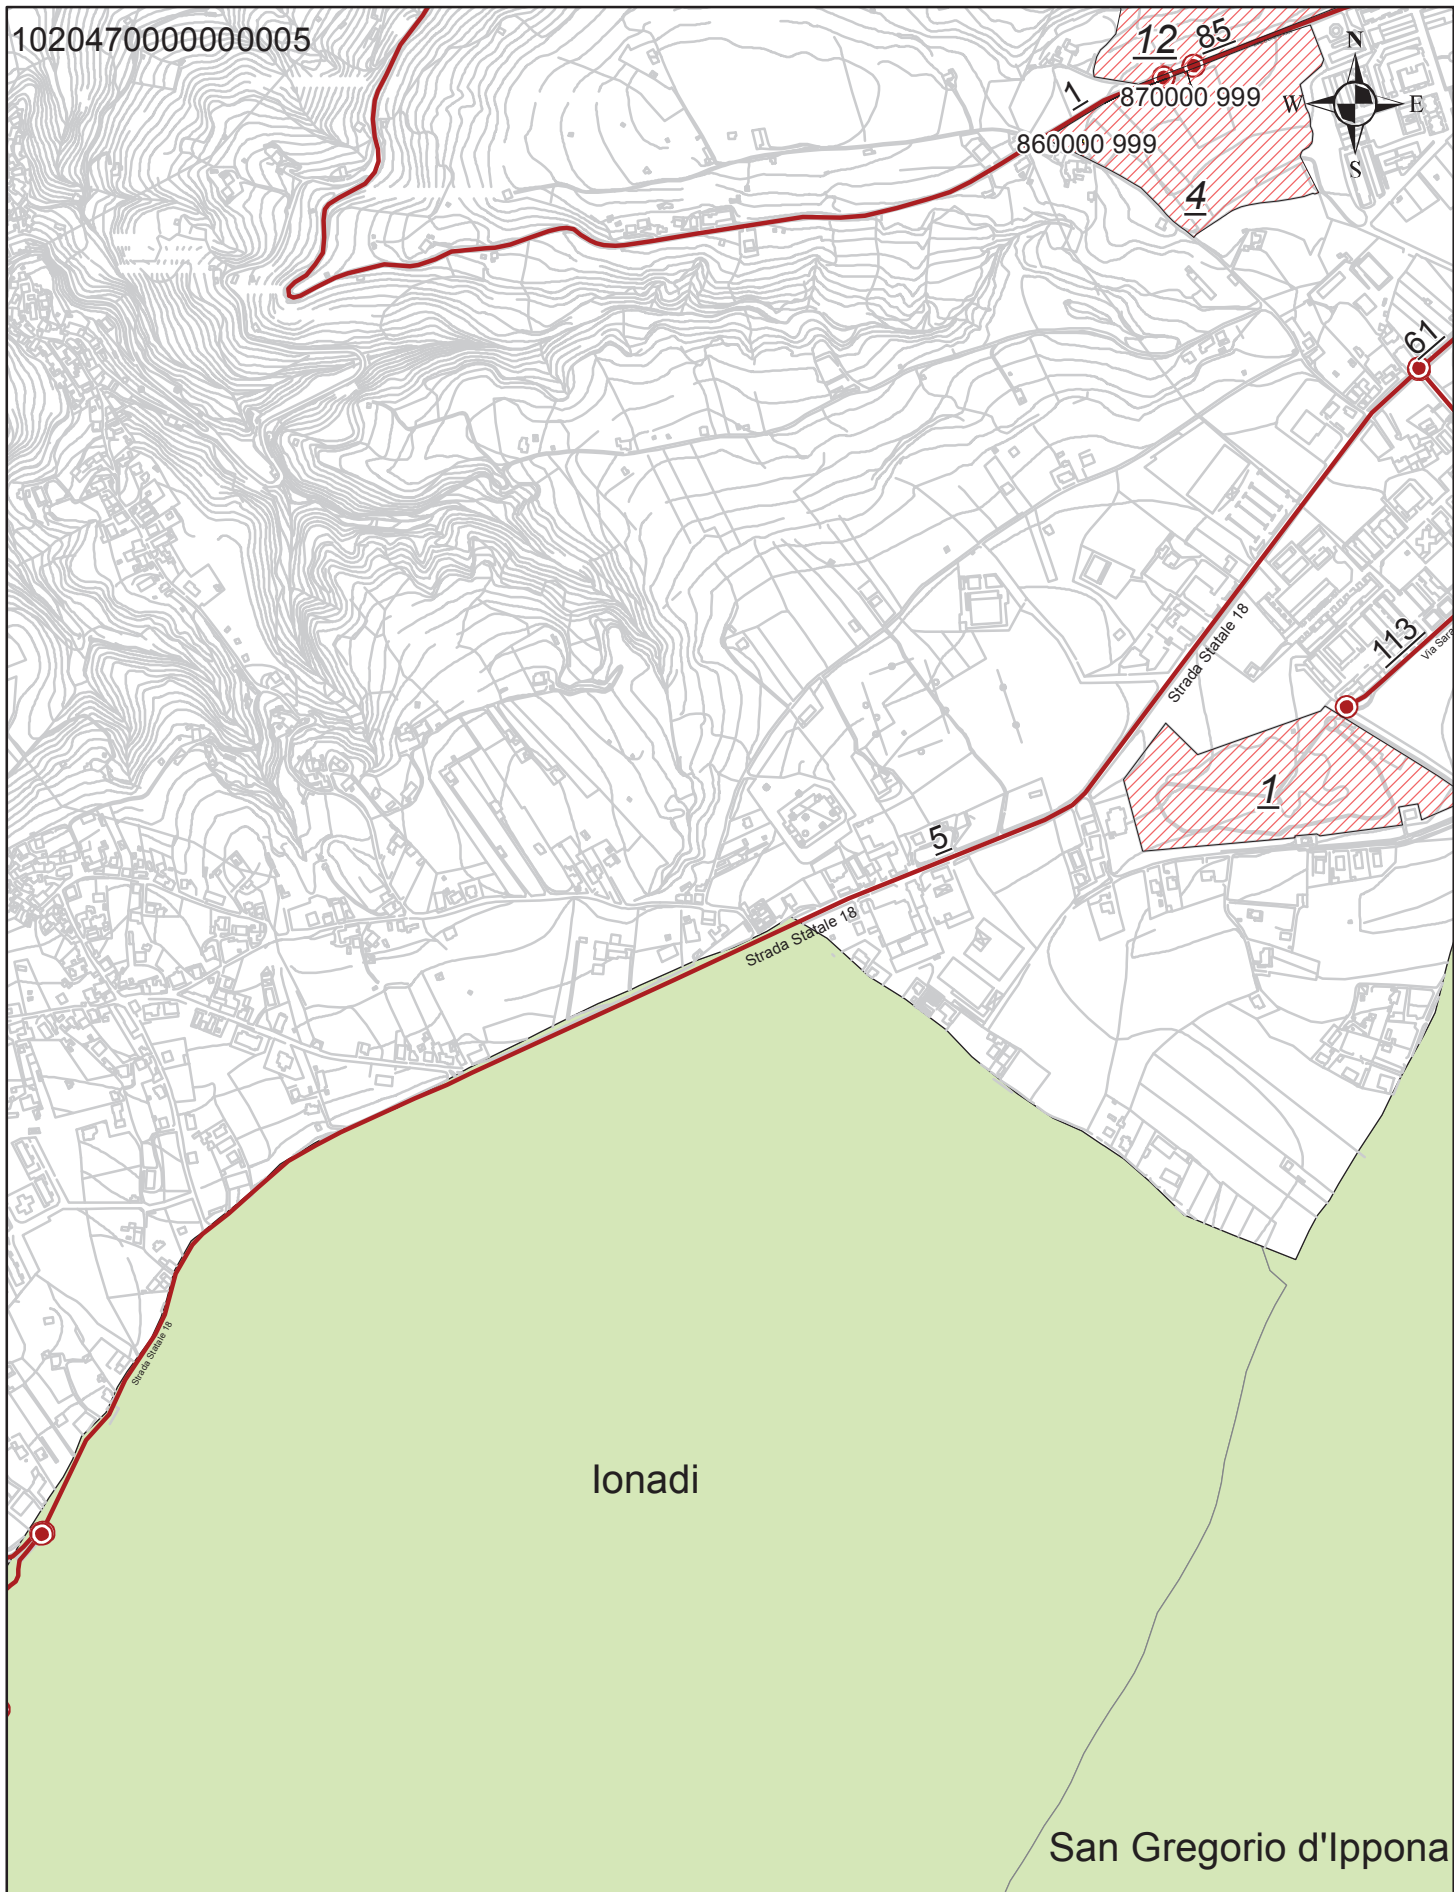 1020470000000005
12
85
N
W
E
S
1
870000 999
860000 999
4
61
Strada Statale 18
113
Via Sara
1
5
Strada Statale 18
Strada Statale 18
Ionadi
San Gregorio d'Ippona